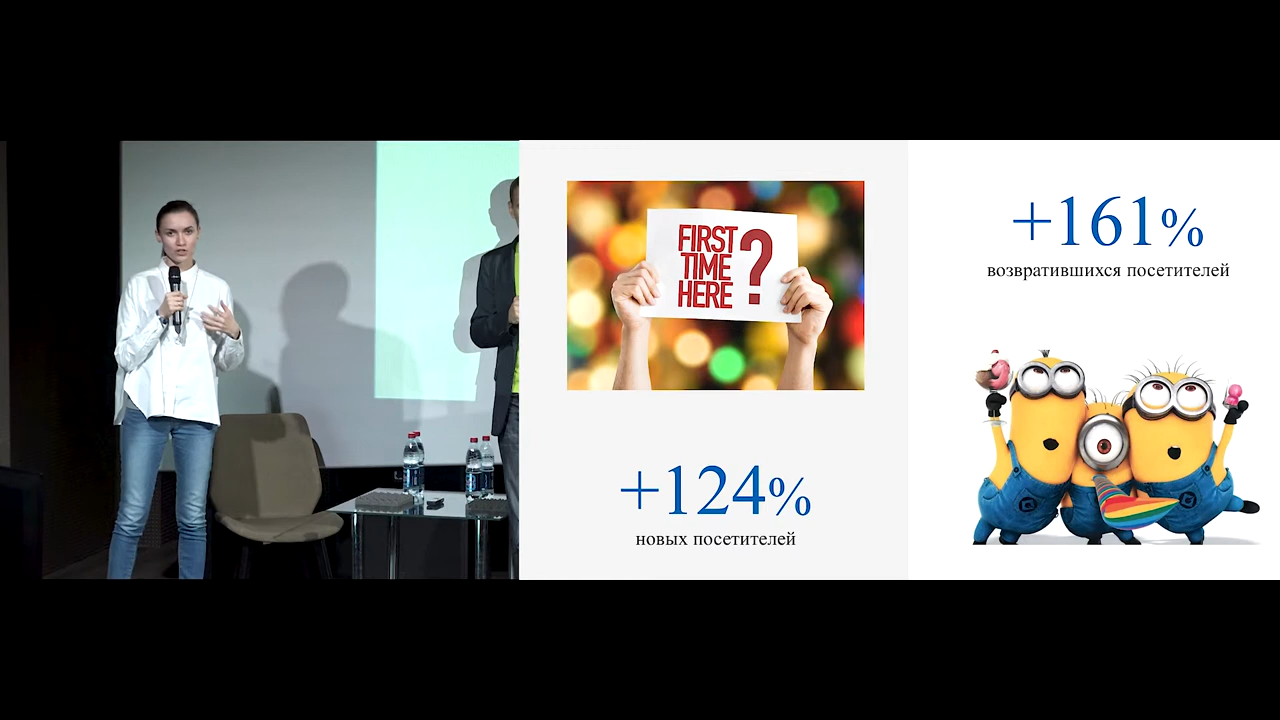 FIRST
TIME
HERE
?
+124%
новых посетителей
+161%
возвратившихся посетителей